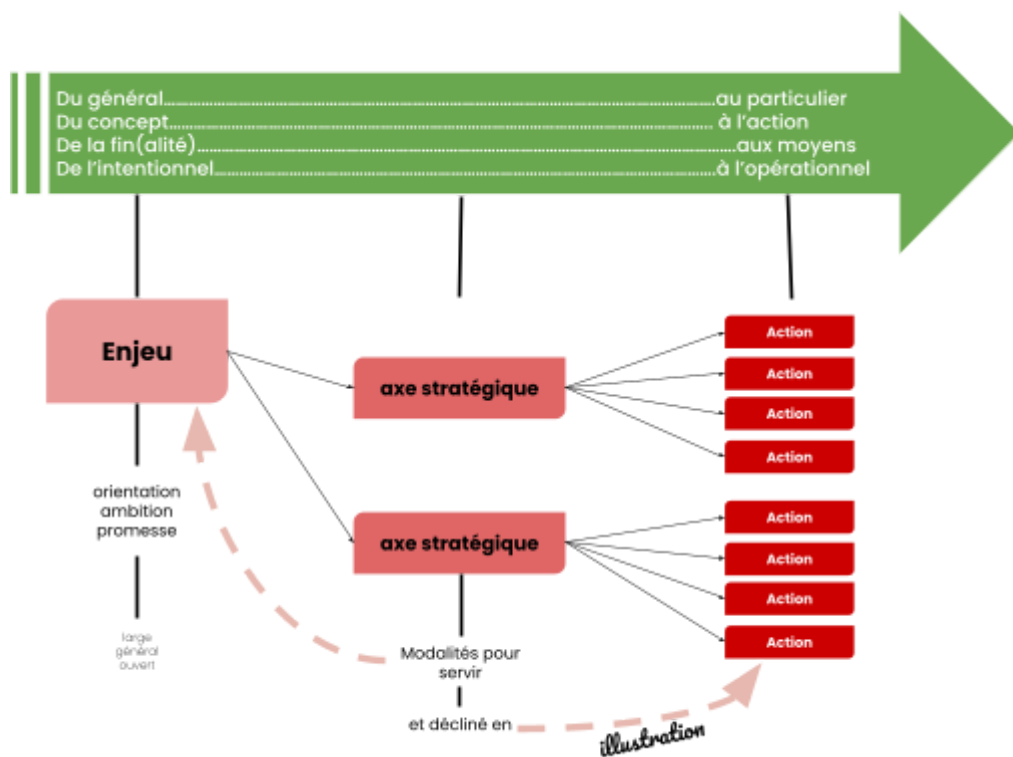 Du général.......................................................................................................................au particulier
Du concept....................................................................................................................... à l'action
De la fin(alité).......................................................................................................................aux moyens
De l'intentionnel.......................................................................................................................à l'opérationnel
Enjeu
orientation
ambition
promesse
large
général
ouvert
axe stratégique
axe stratégique
Modalités pour
servir
et décliné en
illustration
Action
Action
Action
Action
Action
Action
Action
Action